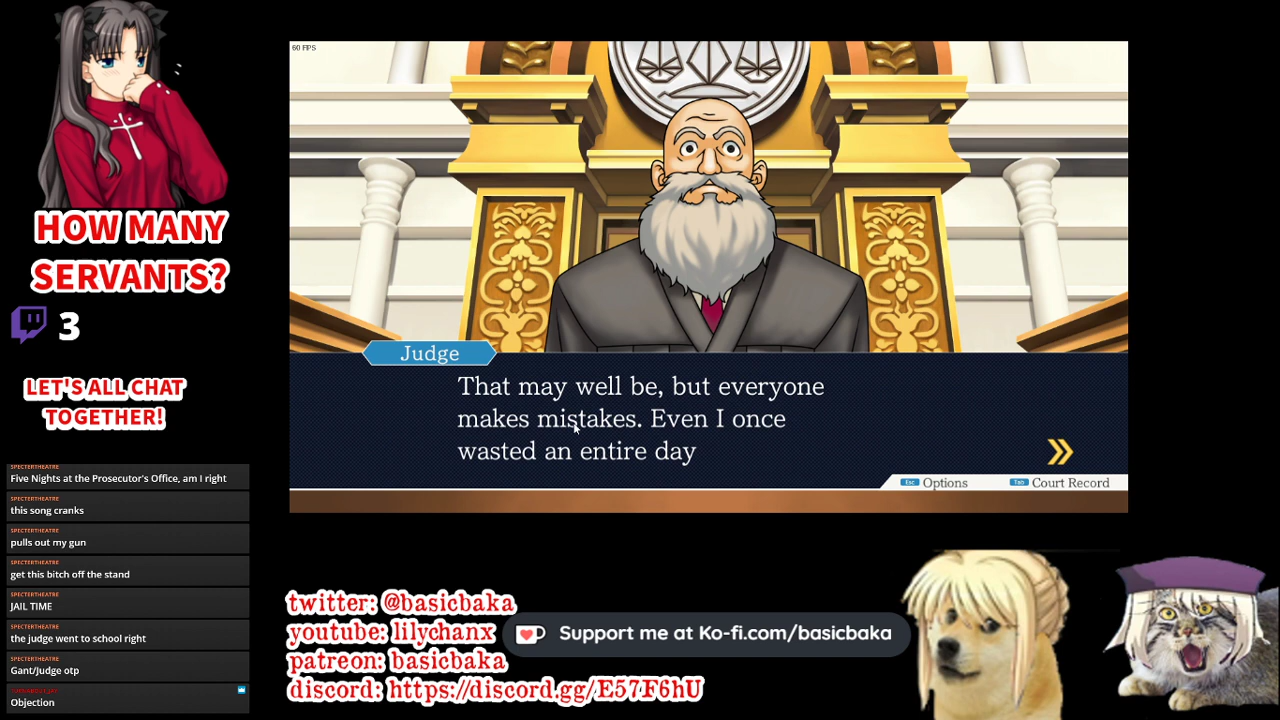 HOW MANY
SERVANTS?
3
LET'S ALL CHAT
TOGETHER!
SPECTERTHEATRE
Five Nights at the Prosecutor's Office, am I right
SPECTERTHEATRE
this song cranks
SPECTERTHEATRE
pulls out my gun
SPECTERTHEATRE
get this bitch off the stand
SPECTERTHEATRE
JAIL TIME
SPECTERTHEATRE
the judge went to school right
SPECTERTHEATRE
Gant/Judge otp
Objection
60 FPS
Judge
That may well be, but everyone
makes mistakes. Even I once
wasted an entire day
Esc Options
Tab Court Record
twitter: @basicbaka
youtube: lilychanx
patreon: basicbaka
discord: https://discord.gg/E57F6hU
Support me at Ko-fi.com/basicbaka